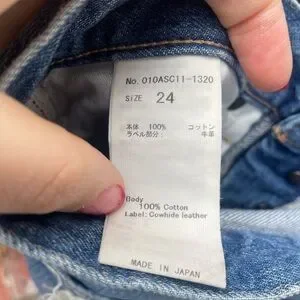 No. 010ASC11-1320
SIZE 24
本体 100% コットン
ラベル部分: 牛革
Body
100% Cotton
Label: Cowhide leather
MADE IN JAPAN